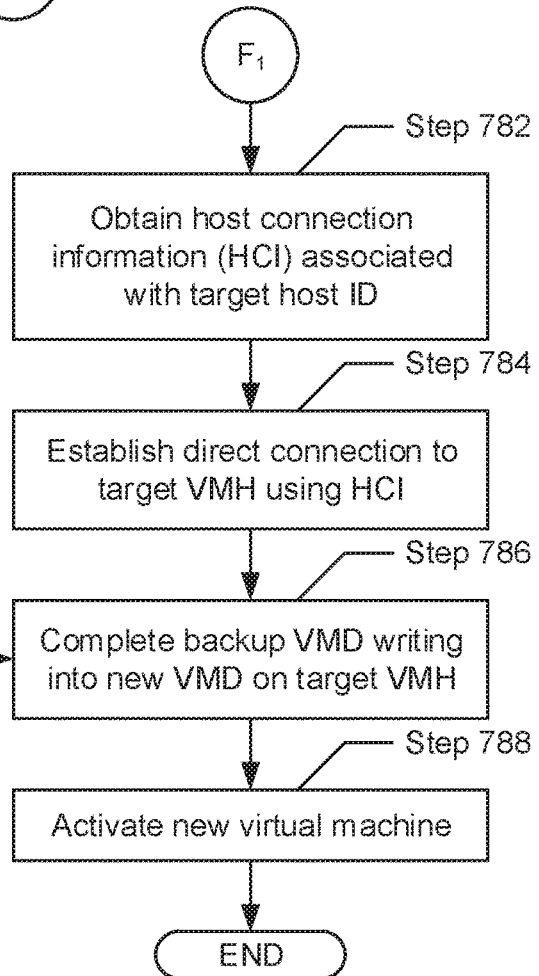 F₁
Step 782
Obtain host connection
information (HCI) associated
with target host ID
Step 784
Establish direct connection to
target VMH using HCI
Step 786
Complete backup VMD writing
into new VMD on target VMH
Step 788
Activate new virtual machine
END